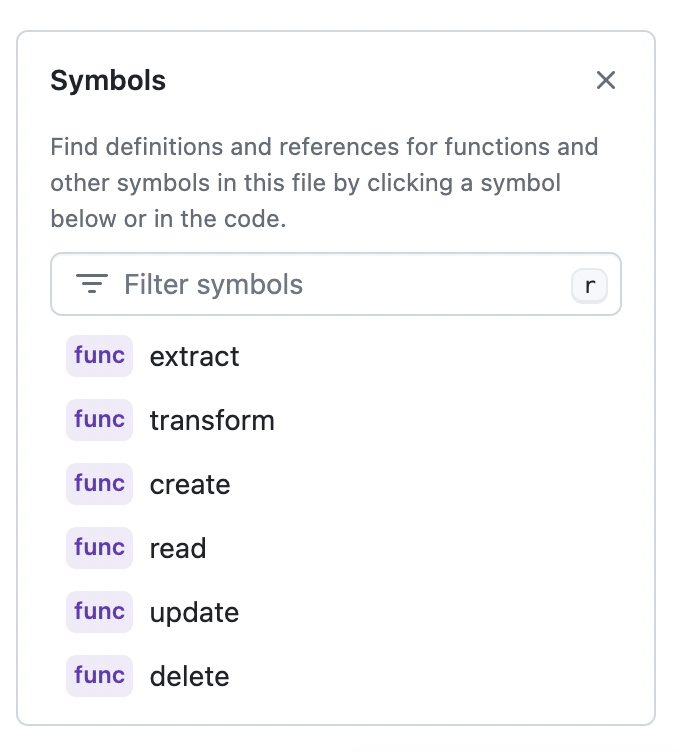 Symbols
Find definitions and references for functions and
other symbols in this file by clicking a symbol
below or in the code.
Filter symbols r
func extract
func transform
func create
func read
func update
func delete